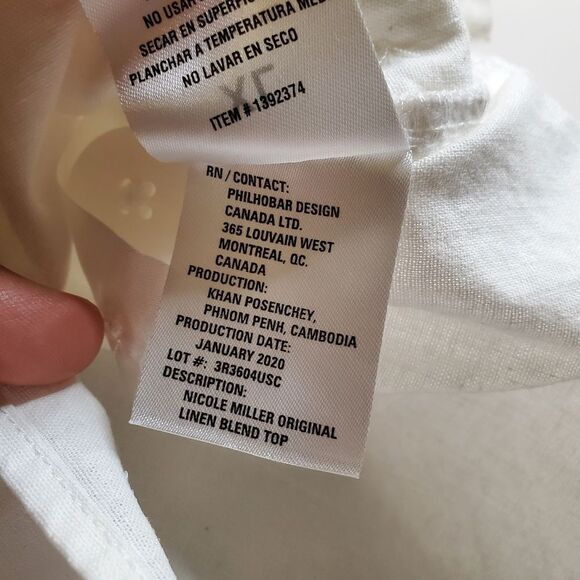 NO USAR
SECAR EN SUPERFIC
PLANCHAR A TEMPERATURA MED
NO LAVAR EN SECO
XL
ITEM # 1392374
RN / CONTACT:
PHILHOBAR DESIGN
CANADA LTD.
365 LOUVAIN WEST
MONTREAL, QC.
CANADA
PRODUCTION:
KHAN POSENCHEY,
PHNOM PENH, CAMBODIA
PRODUCTION DATE:
JANUARY 2020
LOT #: 3R3604USC
DESCRIPTION:
NICOLE MILLER ORIGINAL
LINEN BLEND TOP